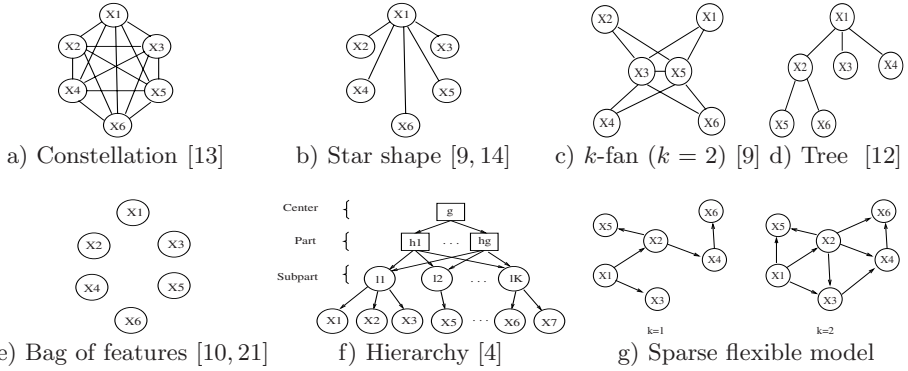 X1
X2
X3
X4
X5
X6
a) Constellation [13]
X1
X2
X3
X4
X5
X6
b) Star shape [9, 14]
X2
X1
X3
X5
X4
X6
c) k-fan (k = 2) [9]
X1
X2
X3
X4
X5
X6
d) Tree [12]
X1
X2
X3
X4
X5
X6
e) Bag of features [10, 21]
Center {
g
Part {
h1 . . . hg
Subpart {
l1 l2 . . . lK
X1 X2 X3 X5 . . . X6 X7
f) Hierarchy [4]
X6
X5
X2
X4
X1
X3
k=1
X6
X5
X2
X4
X1
X3
k=2
g) Sparse flexible model